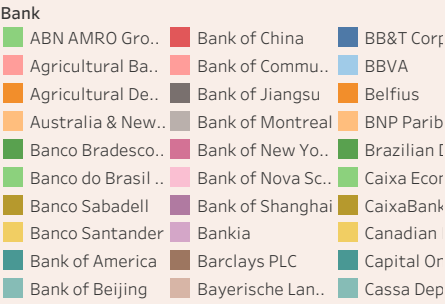 Bank
ABN AMRO Gro..
Agricultural Ba..
Agricultural De..
Australia & New..
Banco Bradesco..
Banco do Brasil ..
Banco Sabadell
Banco Santander
Bank of America
Bank of Beijing
Bank of China
Bank of Commu..
Bank of Jiangsu
Bank of Montreal
Bank of New Yo..
Bank of Nova Sc..
Bank of Shanghai
Bankia
Barclays PLC
Bayerische Lan..
BB&T Corp
BBVA
Belfius
BNP Parib
Brazilian
Caixa Econ
CaixaBank
Canadian
Capital On
Cassa Dep